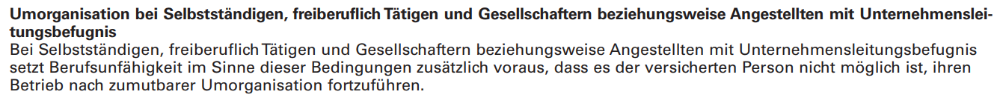 Umorganisation bei Selbstständigen, freiberuflich Tätigen und Gesellschaftern beziehungsweise Angestellten mit Unternehmenslei-
tungsbefugnis
Bei Selbstständigen, freiberuflich Tätigen und Gesellschaftern beziehungsweise Angestellten mit Unternehmensleitungsbefugnis
setzt Berufsunfähigkeit im Sinne dieser Bedingungen zusätzlich voraus, dass es der versicherten Person nicht möglich ist, ihren
Betrieb nach zumutbarer Umorganisation fortzuführen.